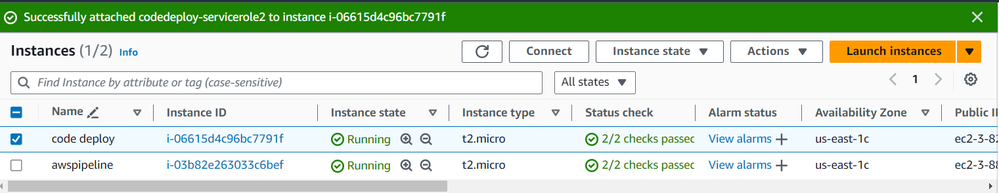 Successfully attached codedeploy-servicerole2 to instance i-06615d4c96bc7791f
Instances (1/2) Info
Connect
Instance state
Actions
Launch instances
Find Instance by attribute or tag (case-sensitive)
All states
1
Name Instance ID Instance state Instance type Status check Alarm status Availability Zone Public
code deploy i-06615d4c96bc7791f Running t2.micro 2/2 checks passed View alarms us-east-1c ec2-3-82
awspipeline i-03b82e263033c6bef Running t2.micro 2/2 checks passed View alarms us-east-1c ec2-3-88